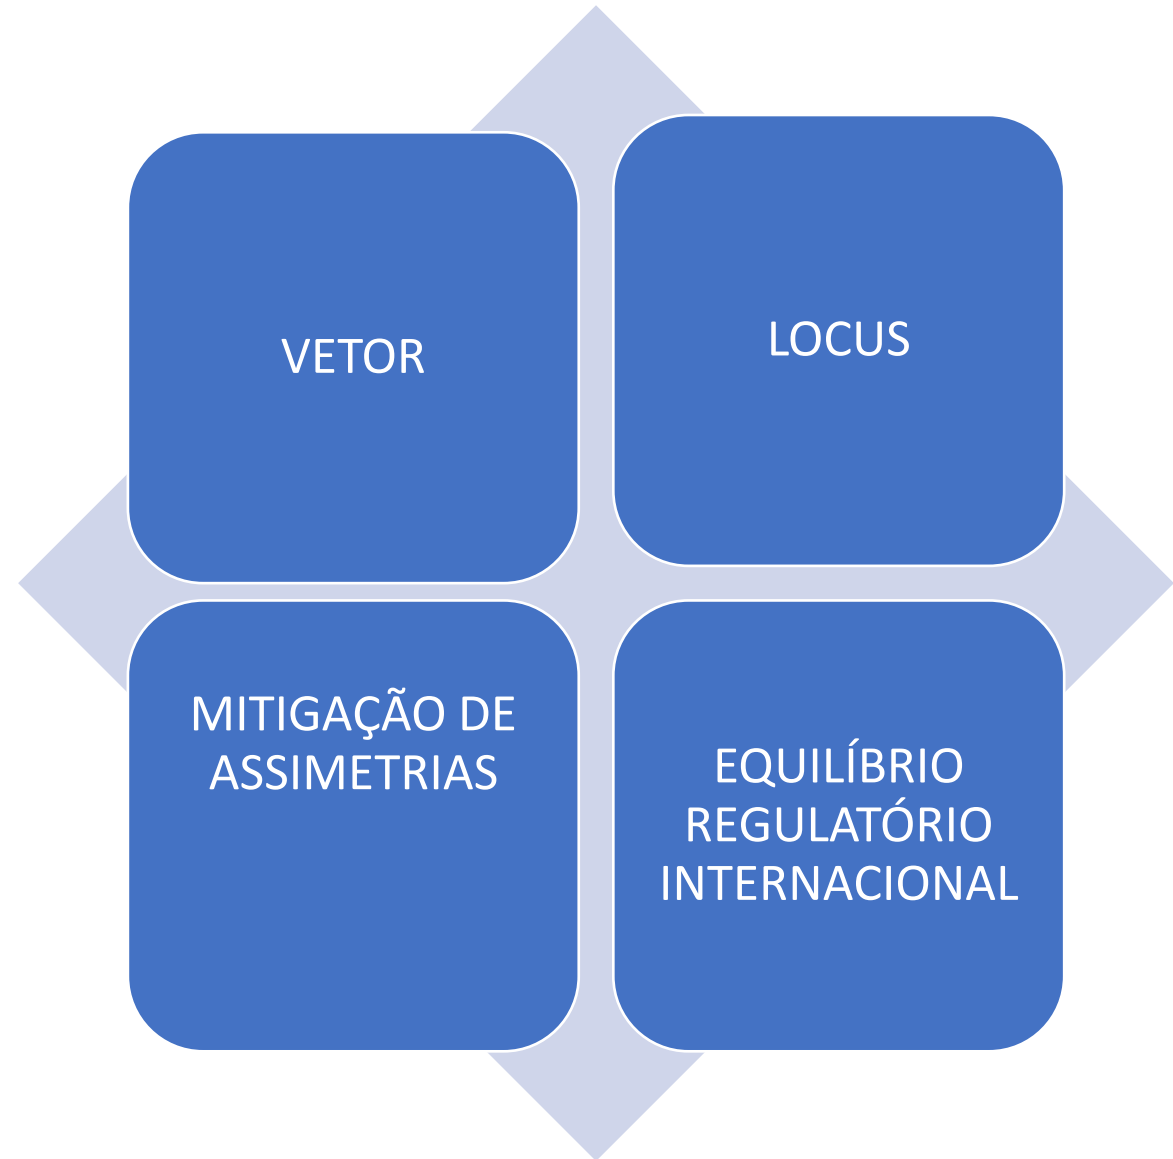 VETOR
LOCUS
MITIGAÇÃO DE
ASSIMETRIAS
EQUILÍBRIO
REGULATÓRIO
INTERNACIONAL